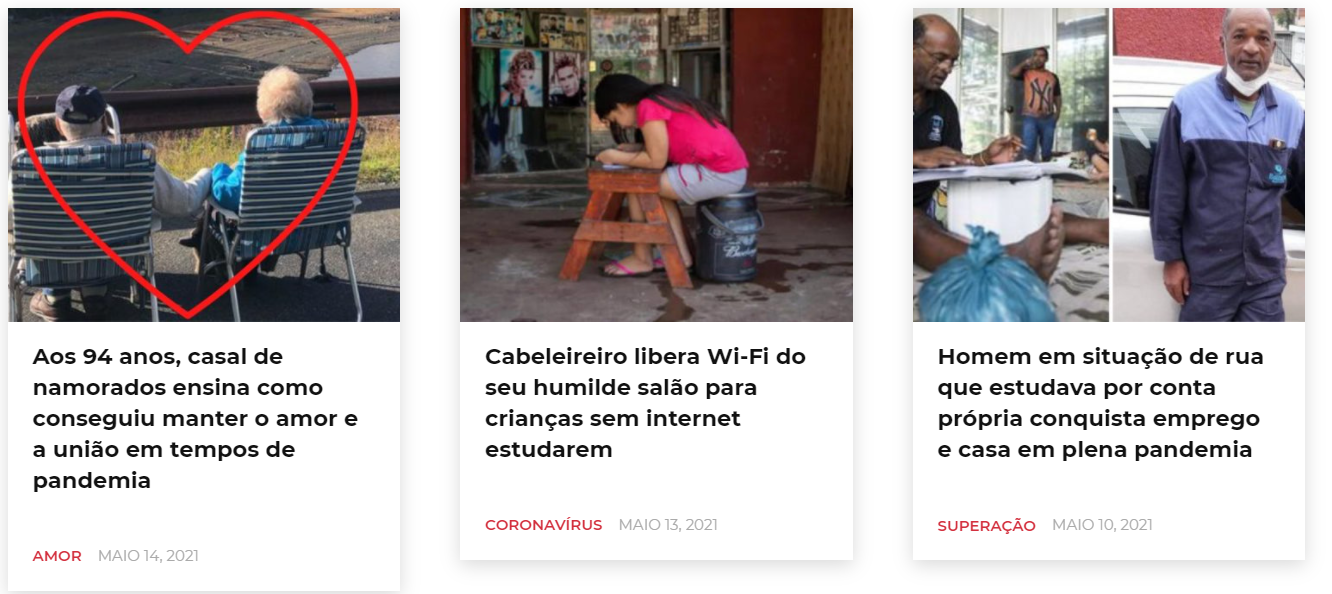 Aos 94 anos, casal de
namorados ensina como
conseguiu manter o amor e
a união em tempos de
pandemia
AMOR MAIO 14, 2021
Cabeleireiro libera Wi-Fi do
seu humilde salão para
crianças sem internet
estudarem
CORONAVÍRUS MAIO 13, 2021
Homem em situação de rua
que estudava por conta
própria conquista emprego
e casa em plena pandemia
SUPERAÇÃO MAIO 10, 2021